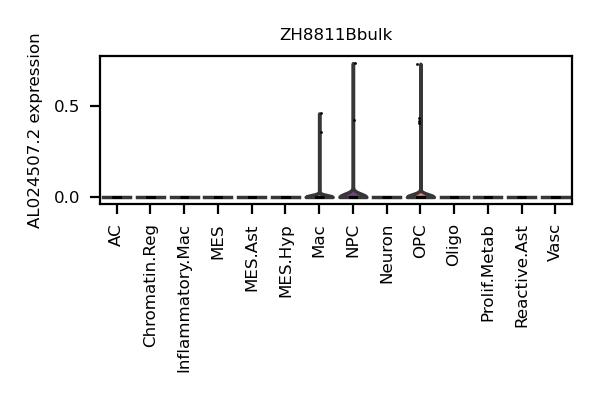 ZH8811Bbulk
AL024507.2 expression
0.5
0.0
AC
Chromatin.Reg
Inflammatory.Mac
MES
MES.Ast
MES.Hyp
Mac
NPC
Neuron
OPC
Oligo
Prolif.Metab
Reactive.Ast
Vasc